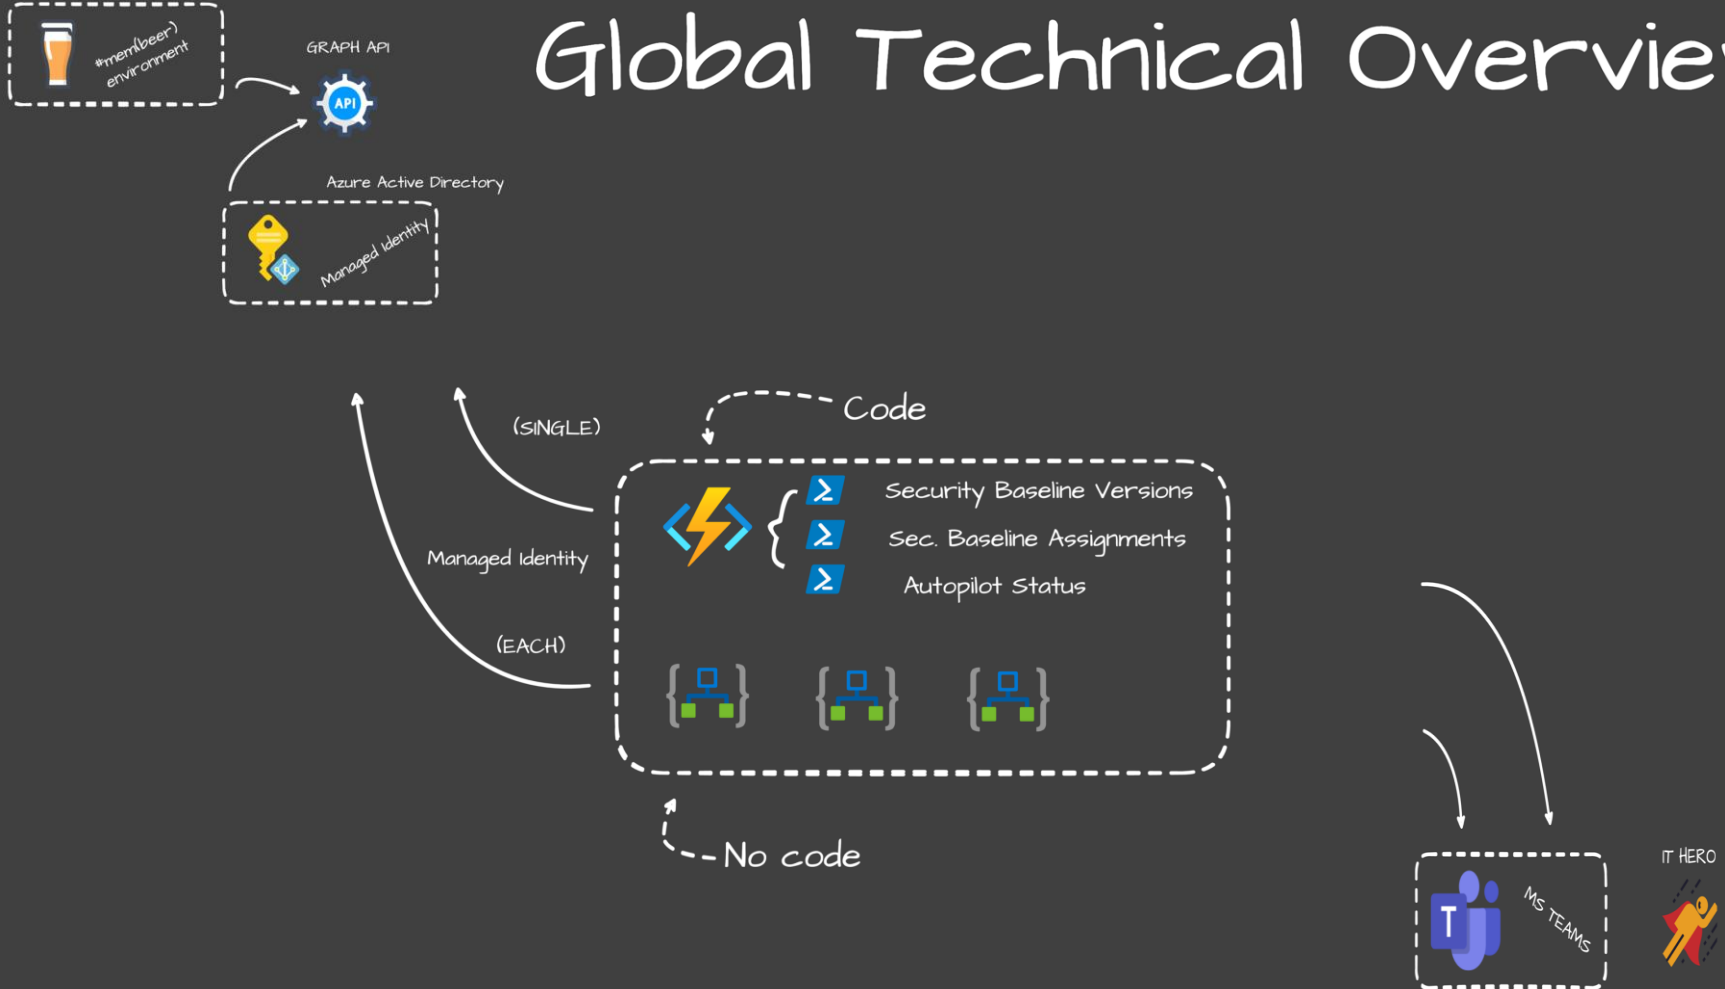 Global Technical Overvie
#mem(beer)
environment
GRAPH API
API
Azure Active Directory
Managed Identity
(SINGLE)
Code
Security Baseline Versions
Sec. Baseline Assignments
Autopilot Status
Managed Identity
(EACH)
No code
IT HERO
T
MS TEAMS